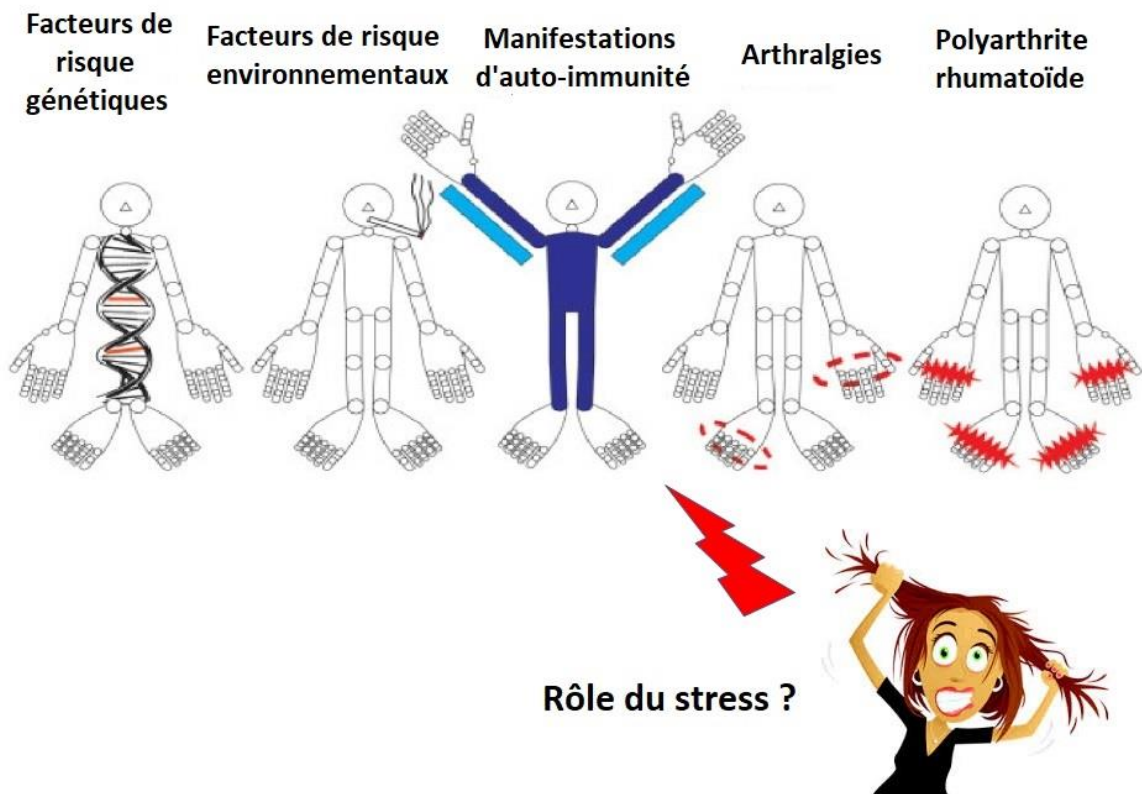 Facteurs de
risque
génétiques
Facteurs de risque
environnementaux
Manifestations
d'auto-immunité
Arthralgies
Polyarthrite
rhumatoïde
Rôle du stress ?